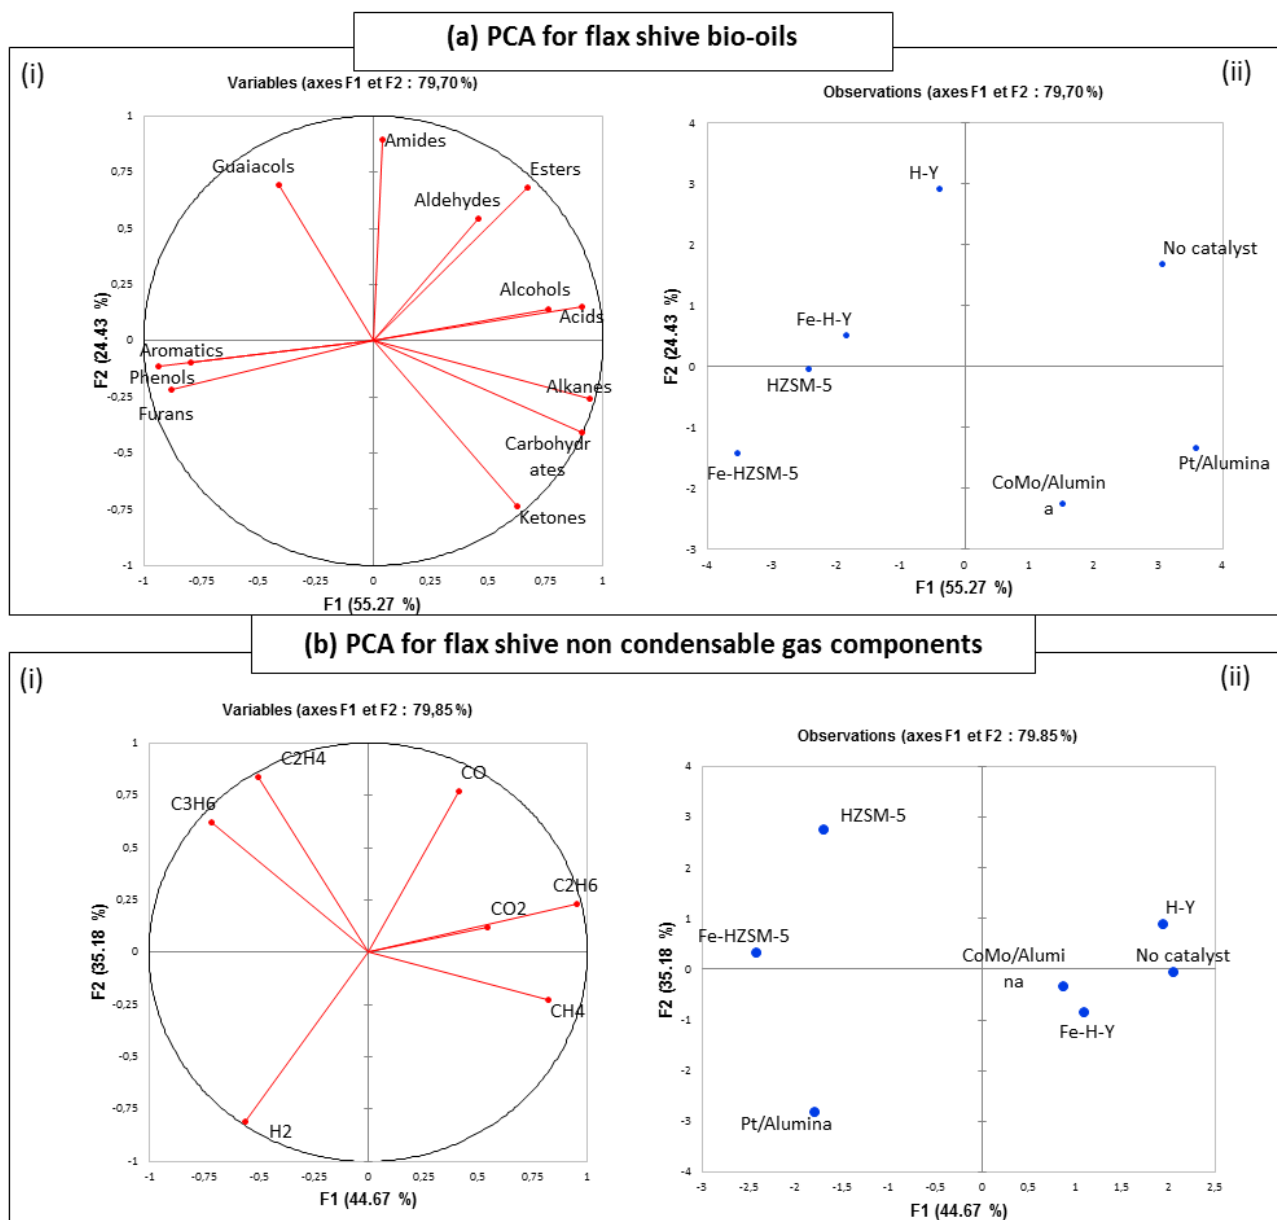 (a) PCA for flax shive bio-oils
(i)
(ii)
Variables (axes F1 et F2 : 79,70 %)
1
0,75
0,5
0,25
0
-0,25
-0,5
-0,75
-1
-1
-0,75
-0,5
-0,25
0
0,25
0,5
0,75
1
F2 (24.43 %)
F1 (55.27 %)
Amides
Guaiacols
Esters
Aldehydes
Alcohols
Acids
Aromatics
Phenols
Furans
Alkanes
Carbohydr
ates
Ketones
Observations (axes F1 et F2 : 79,70 %)
4
3
2
1
0
-1
-2
-3
-4
-3
-2
-1
0
1
2
3
4
F2 (24.43 %)
F1 (55.27 %)
H-Y
No catalyst
Fe-H-Y
HZSM-5
Fe-HZSM-5
CoMo/Alumin
a
Pt/Alumina
(b) PCA for flax shive non condensable gas components
(i)
(ii)
Variables (axes F1 et F2 : 79,85 %)
1
0,75
0,5
0,25
0
-0,25
-0,5
-0,75
-1
-1
-0,75
-0,5
-0,25
0
0,25
0,5
0,75
1
F2 (35.18 %)
F1 (44.67 %)
C2H4
CO
C3H6
C2H6
CO2
CH4
H2
Observations (axes F1 et F2 : 79.85 %)
4
3
2
1
0
-1
-2
-3
-4
-3
-2,5
-2
-1,5
-1
-0,5
0
0,5
1
1,5
2
2,5
F2 (35.18 %)
F1 (44.67 %)
HZSM-5
H-Y
Fe-HZSM-5
CoMo/Alumi
na
No catalyst
Fe-H-Y
Pt/Alumina